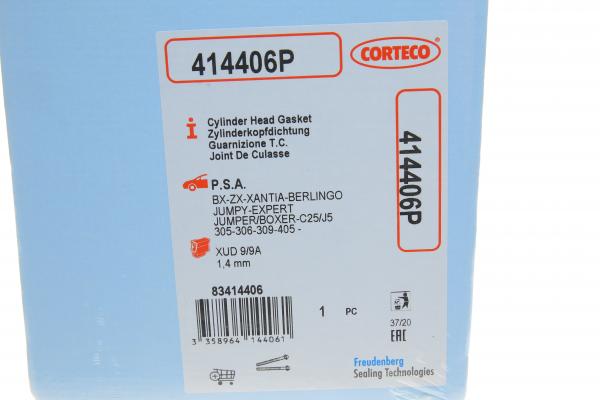 414406P
CORTECO
®
Cylinder Head Gasket
Zylinderkopfdichtung
Guarnizione T.C.
Joint De Culasse
414406P
P.S.A.
BX-ZX-XANTIA-BERLINGO
JUMPY-EXPERT
JUMPER/BOXER-C25/J5
305-306-309-405 -
XUD 9/9A
1,4 mm
83414406
1 PC
3 358964 144061
37/20
EAC
Freudenberg
Sealing Technologies